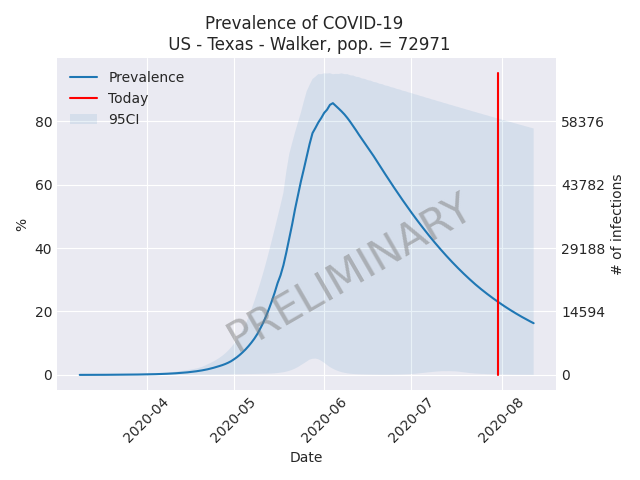 Prevalence of COVID-19
US - Texas - Walker, pop. = 72971
Prevalence
Today
95CI
80
60
40
20
0
%
58376
43782
29188
14594
0
# of infections
PRELIMINARY
2020-04
2020-05
2020-06
2020-07
2020-08
Date